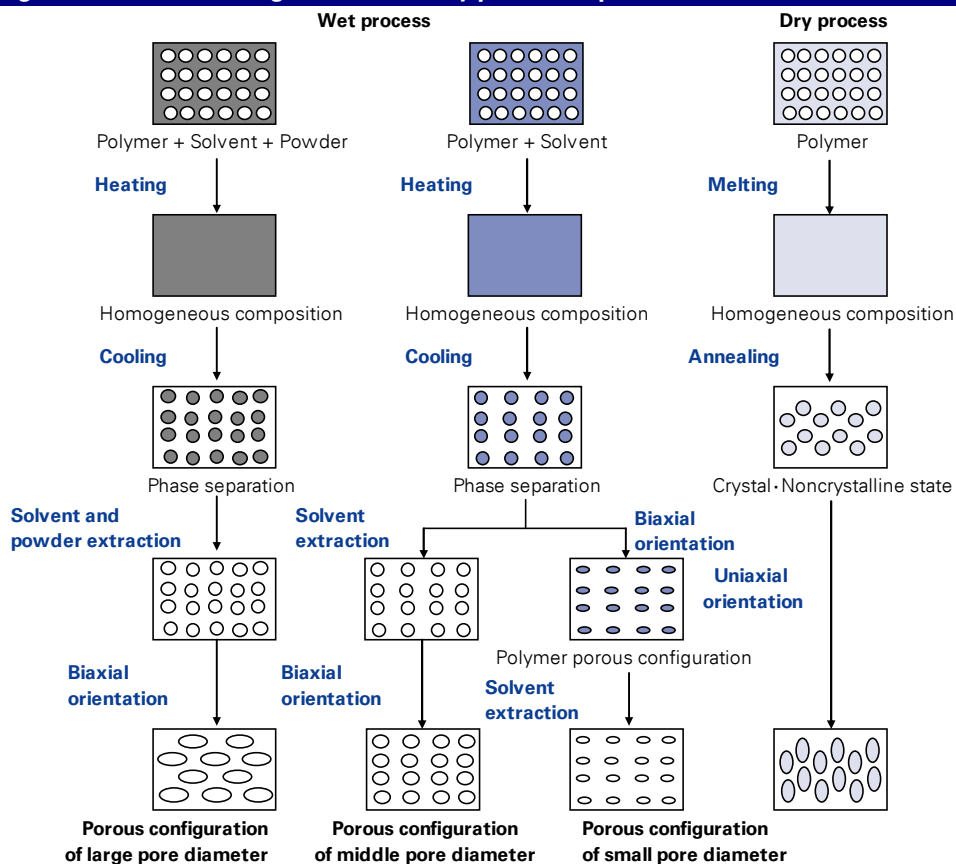 Wet process
Dry process
Polymer + Solvent + Powder
Polymer + Solvent
Polymer
Heating
Heating
Melting
Homogeneous composition
Homogeneous composition
Homogeneous composition
Cooling
Cooling
Annealing
Phase separation
Phase separation
Crystal・Noncrystalline state
Solvent and
powder extraction
Solvent
extraction
Biaxial
orientation
Uniaxial
orientation
Polymer porous configuration
Biaxial
orientation
Biaxial
orientation
Solvent
extraction
Porous configuration
of large pore diameter
Porous configuration
of middle pore diameter
Porous configuration
of small pore diameter